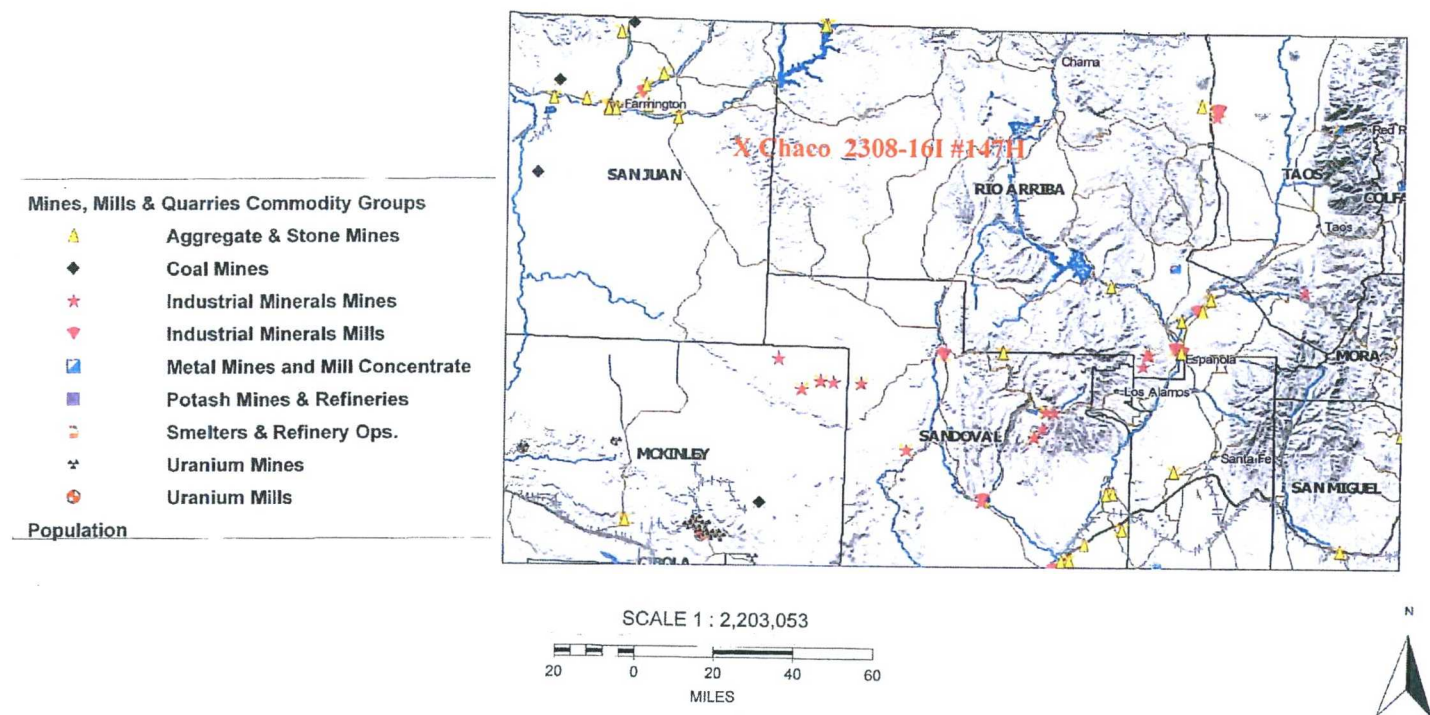 Mines, Mills & Quarries Commodity Groups
Aggregate & Stone Mines
Coal Mines
Industrial Minerals Mines
Industrial Minerals Mills
Metal Mines and Mill Concentrate
Potash Mines & Refineries
Smelters & Refinery Ops.
Uranium Mines
Uranium Mills
Population
Chama
Farmington
X Chaco 2308-16I #147H
Red R
SAN JUAN
RIO ARRIBA
TAOS
COLFA
Taos
MORA
Espanola
Los Alamos
SANDOVAL
MCKINLEY
Santa Fe
SAN MIGUEL
CIBOLA
SCALE 1 : 2,203,053
20 0 20 40 60
MILES
N